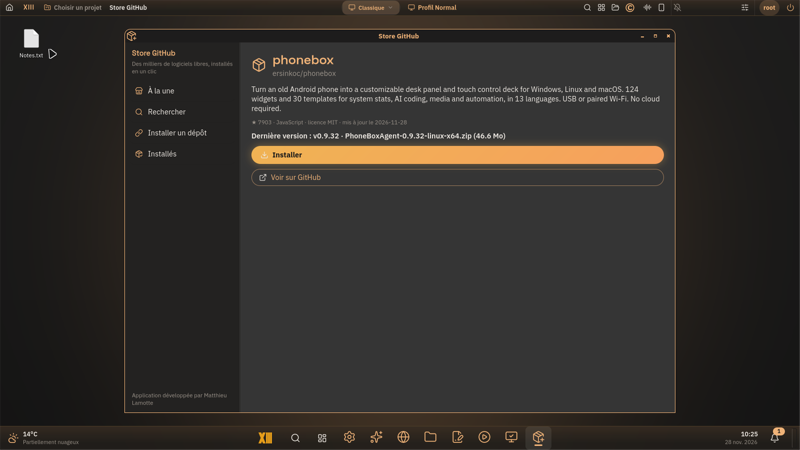 XIII
Choisir un projet
Store GitHub
Classique
Profil Normal
root
Notes.txt
Store GitHub
Store GitHub
Des milliers de logiciels libres, installés
en un clic
À la une
Rechercher
Installer un dépôt
Installés
Application développée par Matthieu
Lamotte
phonebox
ersinkoc/phonebox
Turn an old Android phone into a customizable desk panel and touch control deck for Windows, Linux and macOS. 124
widgets and 30 templates for system stats, AI coding, media and automation, in 13 languages. USB or paired Wi-Fi. No cloud
required.
★ 7903 · JavaScript · licence MIT · mis à jour le 2026-11-28
Dernière version : v0.9.32 - PhoneBoxAgent-0.9.32-linux-x64.zip (46.6 Mo)
Installer
Voir sur GitHub
14°C
Partiellement nuageux
XIII
10:25
28 nov. 2026
1